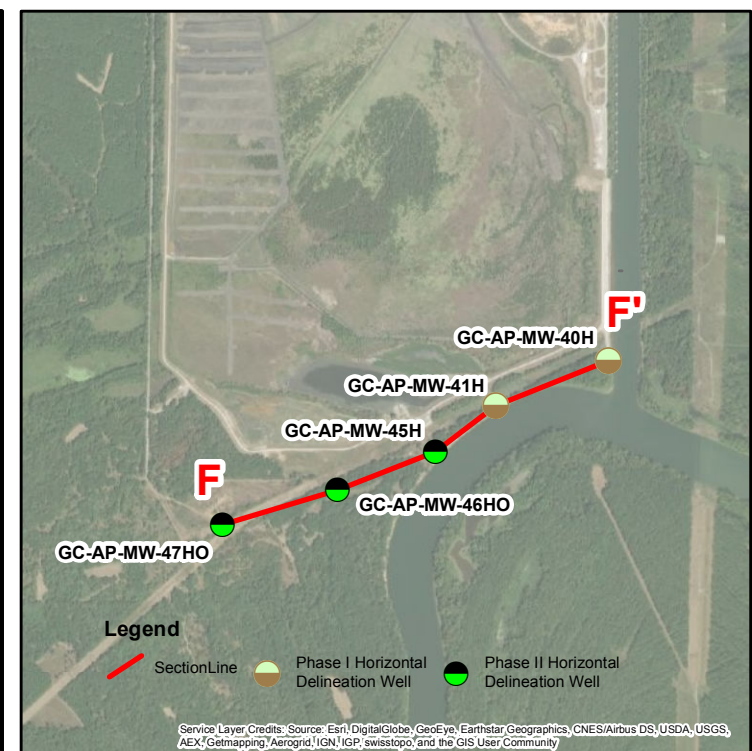 F'
GC-AP-MW-40H
GC-AP-MW-41H
GC-AP-MW-45H
F
GC-AP-MW-46HO
GC-AP-MW-47HO
Legend
SectionLine
Phase I Horizontal
Delineation Well
Phase II Horizontal
Delineation Well
Service Layer Credits: Source: Esri, DigitalGlobe, GeoEye, Earthstar Geographics, CNES/Airbus DS, USDA, USGS,
AEX, Getmapping, Aerogrid, IGN, IGP, swisstopo, and the GIS User Community